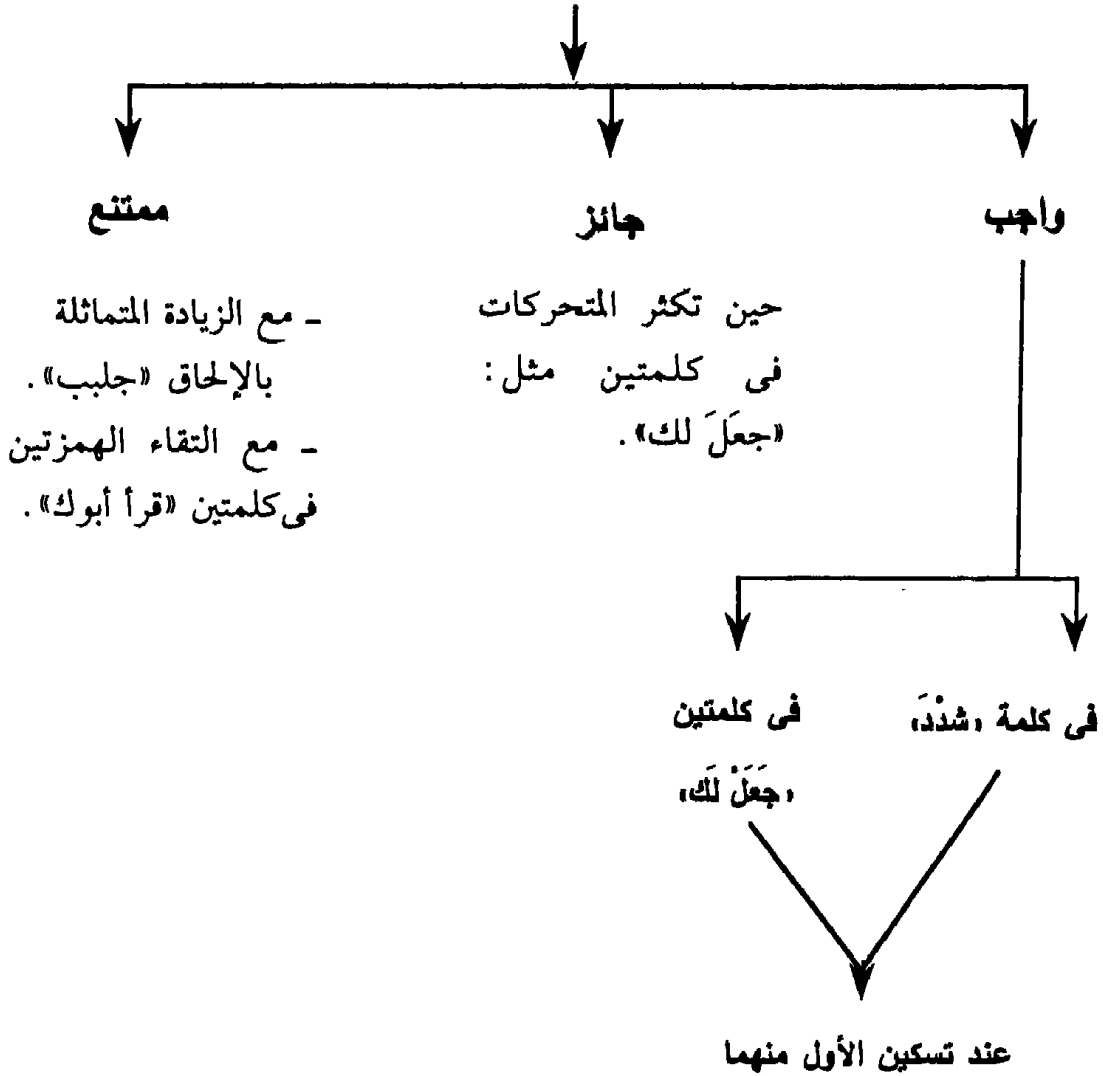 واجب
جائز
ممتنع
حين تكثر المتحركات
فى كلمتين مثل:
«جعَلَ لك».
ـ مع الزيادة المتماثلة
بالإلحاق «جلبب».
ـ مع التقاء الهمزتين
فى كلمتين «قرأ أبوك».
فى كلمة «شدْدَ»
فى كلمتين
«جَعَلْ لَك»
عند تسكين الأول منهما